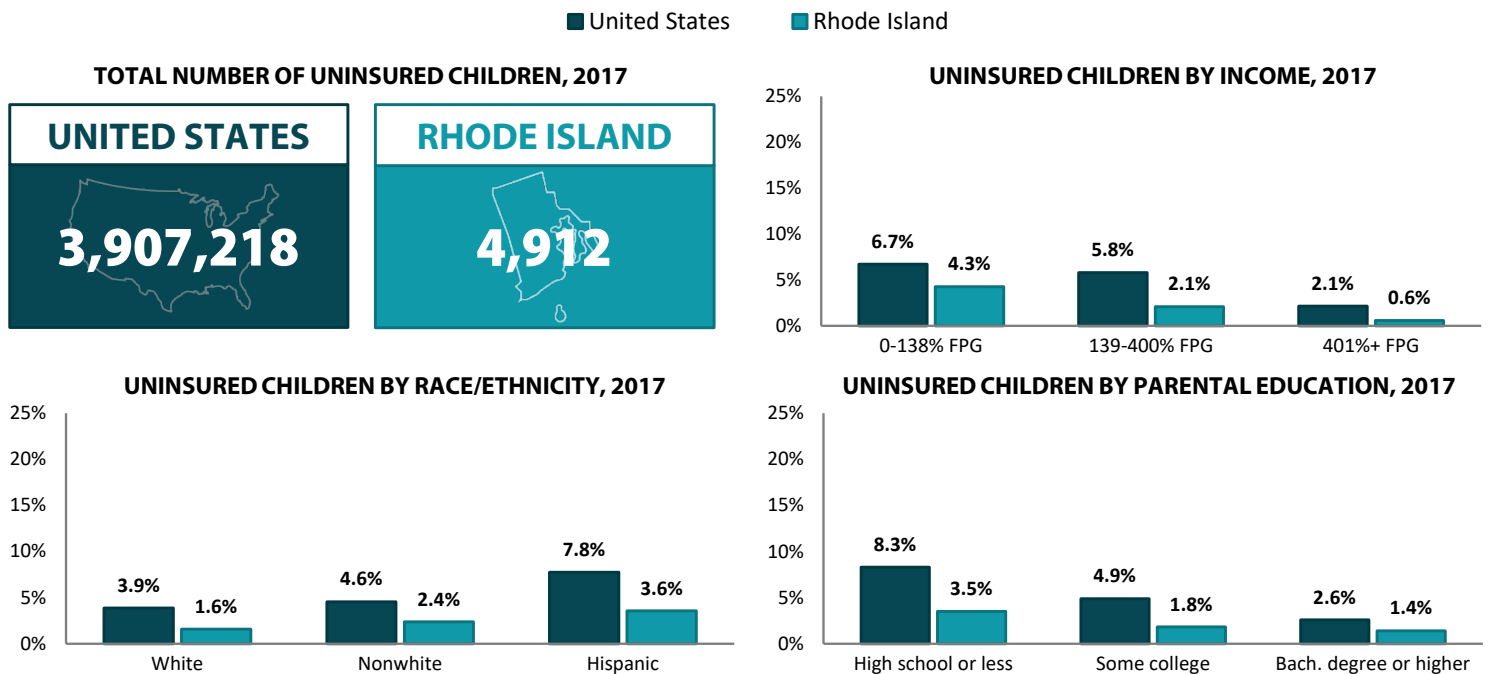 United States Rhode Island
TOTAL NUMBER OF UNINSURED CHILDREN, 2017
UNITED STATES
3,907,218
RHODE ISLAND
4,912
UNINSURED CHILDREN BY INCOME, 2017
25%
20%
15%
10%
5%
0%
6.7% 4.3% 5.8% 2.1% 2.1% 0.6%
0-138% FPG 139-400% FPG 401%+ FPG
UNINSURED CHILDREN BY RACE/ETHNICITY, 2017
25%
20%
15%
10%
5%
0%
3.9% 1.6% 4.6% 2.4% 7.8% 3.6%
White Nonwhite Hispanic
UNINSURED CHILDREN BY PARENTAL EDUCATION, 2017
25%
20%
15%
10%
5%
0%
8.3% 3.5% 4.9% 1.8% 2.6% 1.4%
High school or less Some college Bach. degree or higher